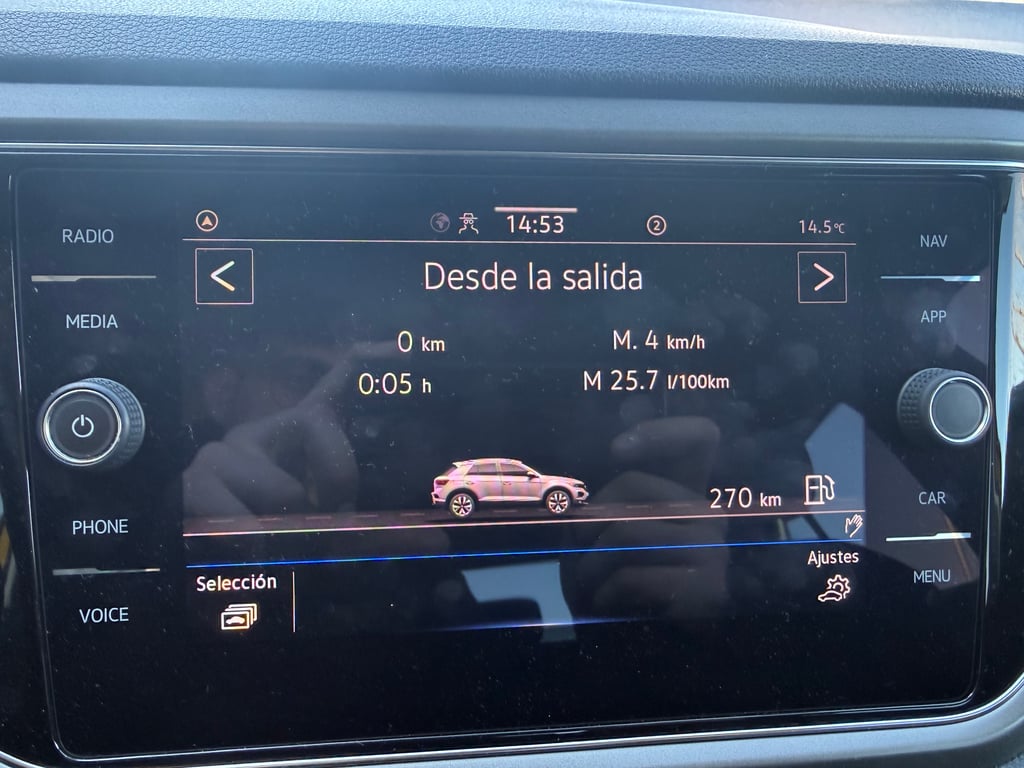 RADIO
MEDIA
PHONE
VOICE
14:53
2
14.5°C
< Desde la salida >
0 km
M. 4 km/h
0:05 h
M 25.7 l/100km
270 km
Selección
Ajustes
NAV
APP
CAR
MENU